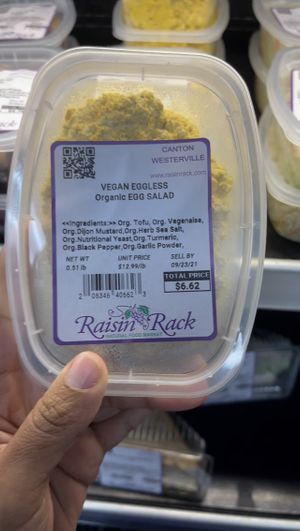 CANTON
WESTERVILLE
www.raisinrack.com
VEGAN EGGLESS
Organic EGG SALAD
<<Ingredients:>> Org. Tofu, Org. Vegenaise,
Org.Dijon Mustard,Org.Herb Sea Salt,
Org.Nutritional Yeast,Org.Turmeric,
Org.Black Pepper,Org.Garlic Powder,
NET WT UNIT PRICE SELL BY
0.51 lb $12.99/lb 09/23/21
TOTAL PRICE
$6.62
2 06346 40662 3
Raisin Rack
NATURAL FOOD MARKET